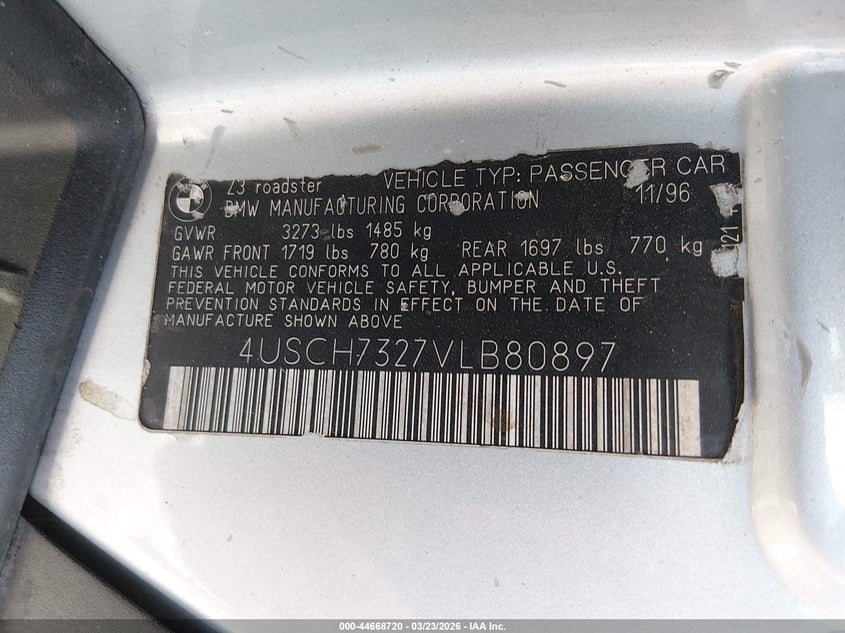 Z3 roadster VEHICLE TYP: PASSENGER CAR
BMW MANUFACTURING CORPORATION 11/96
GVWR 3273 lbs 1485 kg
GAWR FRONT 1719 lbs 780 kg REAR 1697 lbs 770 kg
THIS VEHICLE CONFORMS TO ALL APPLICABLE U.S.
FEDERAL MOTOR VEHICLE SAFETY, BUMPER AND THEFT
PREVENTION STANDARDS IN EFFECT ON THE DATE OF
MANUFACTURE SHOWN ABOVE
4USCH7327VLB80897
000-44668720 | 03/23/2026 | IAA Inc.